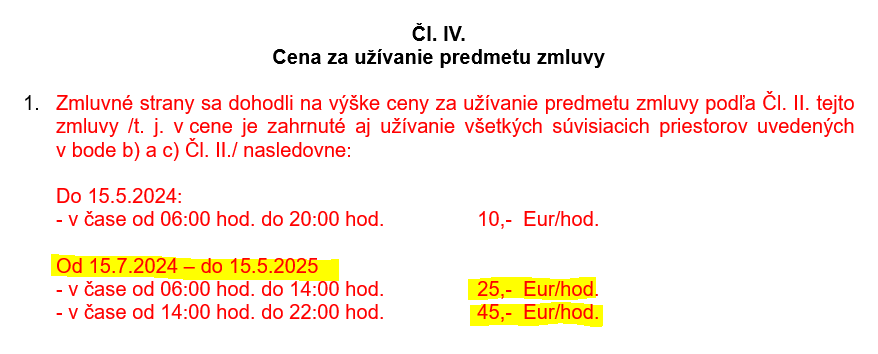 Čl. IV.
Cena za užívanie predmetu zmluvy
1. Zmluvné strany sa dohodli na výške ceny za užívanie predmetu zmluvy podľa Čl. II. tejto
zmluvy /t. j. v cene je zahrnuté aj užívanie všetkých súvisiacich priestorov uvedených
v bode b) a c) Čl. II./ nasledovne:
Do 15.5.2024:
- v čase od 06:00 hod. do 20:00 hod. 10,- Eur/hod.
Od 15.7.2024 – do 15.5.2025
- v čase od 06:00 hod. do 14:00 hod. 25,- Eur/hod.
- v čase od 14:00 hod. do 22:00 hod. 45,- Eur/hod.